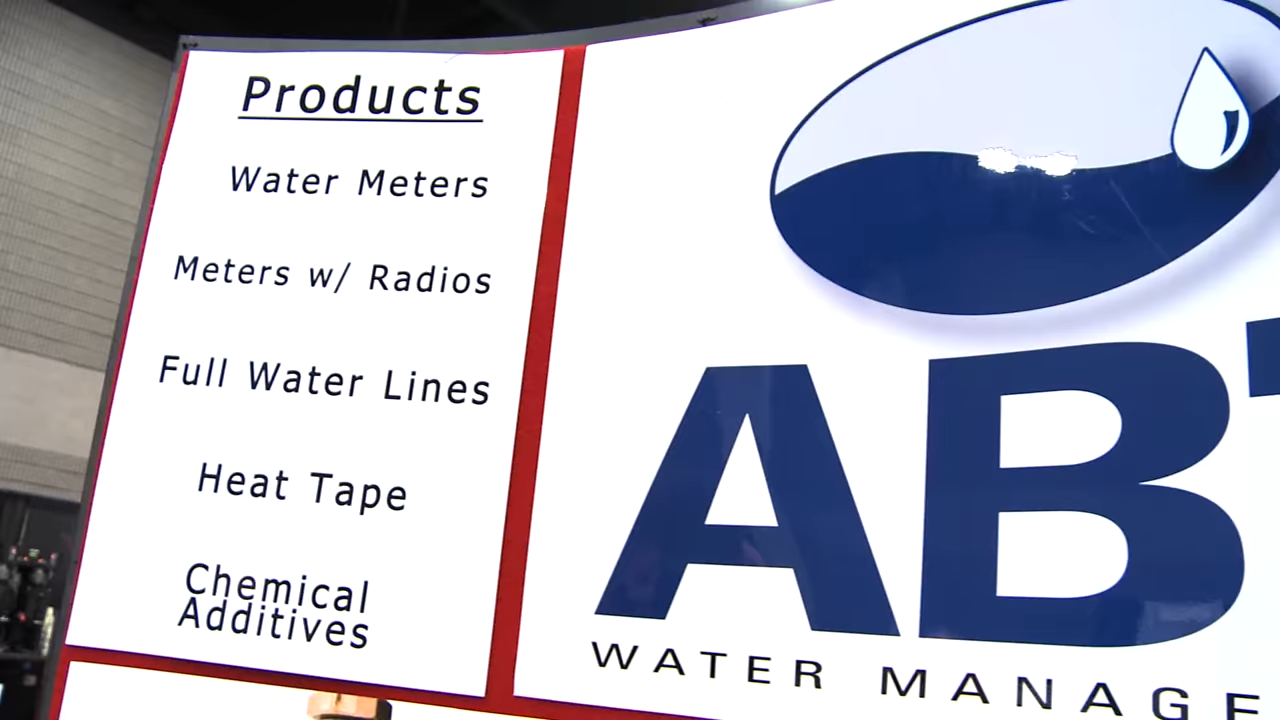 Products
Water Meters
Meters w/ Radios
Full Water Lines
Heat Tape
Chemical
Additives
AB
WATER MANAGE